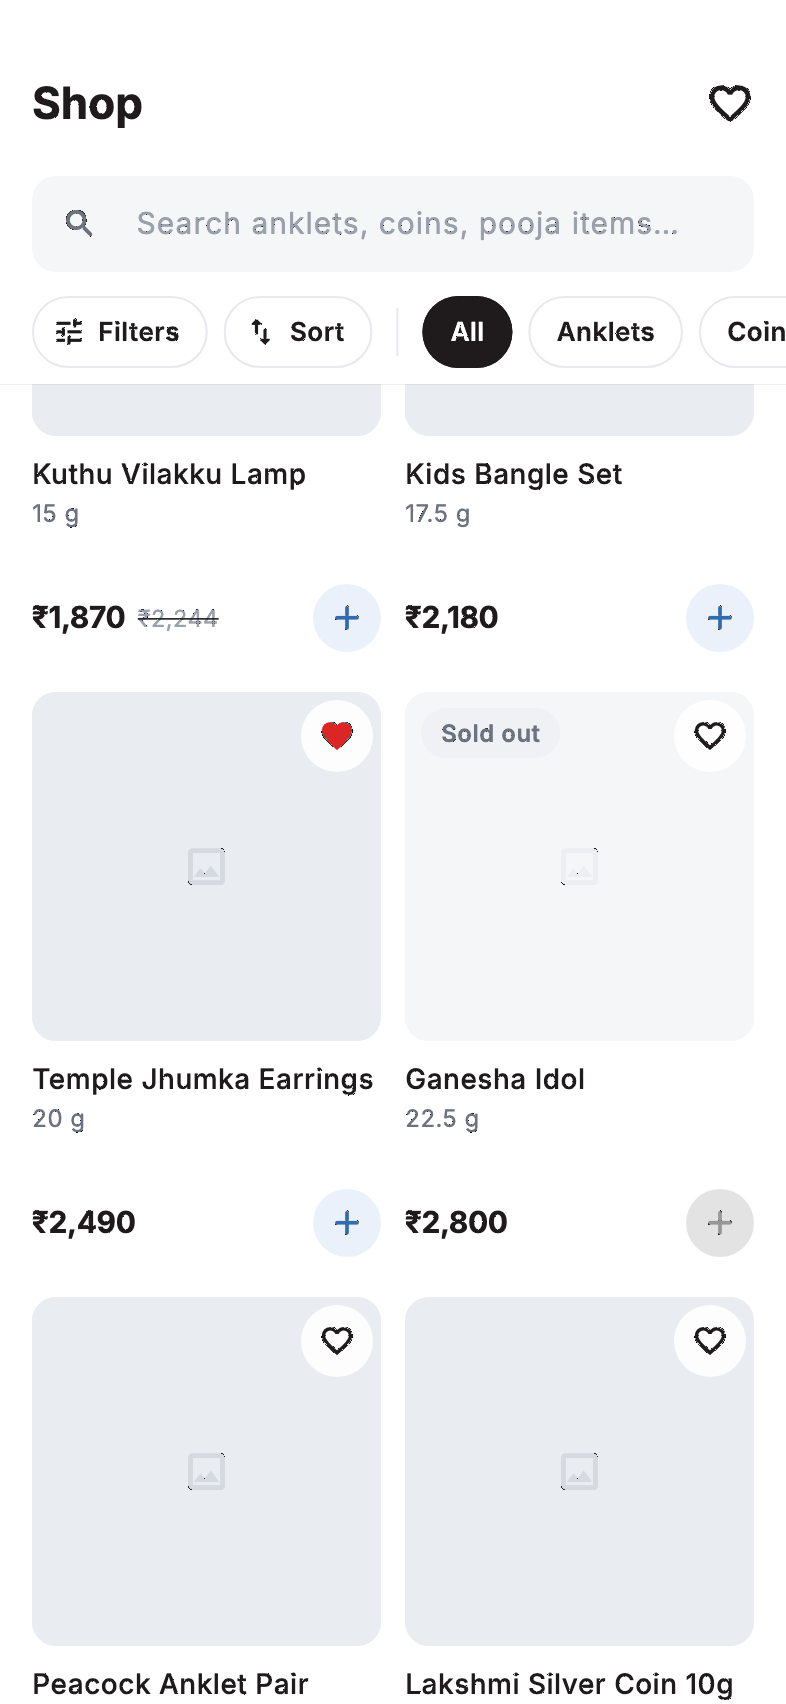 Shop
Search anklets, coins, pooja items...
Filters Sort All Anklets Coin
Kuthu Vilakku Lamp Kids Bangle Set
15 g 17.5 g
₹1,870 ₹2,244 ₹2,180
Sold out
Temple Jhumka Earrings Ganesha Idol
20 g 22.5 g
₹2,490 ₹2,800
Peacock Anklet Pair Lakshmi Silver Coin 10g